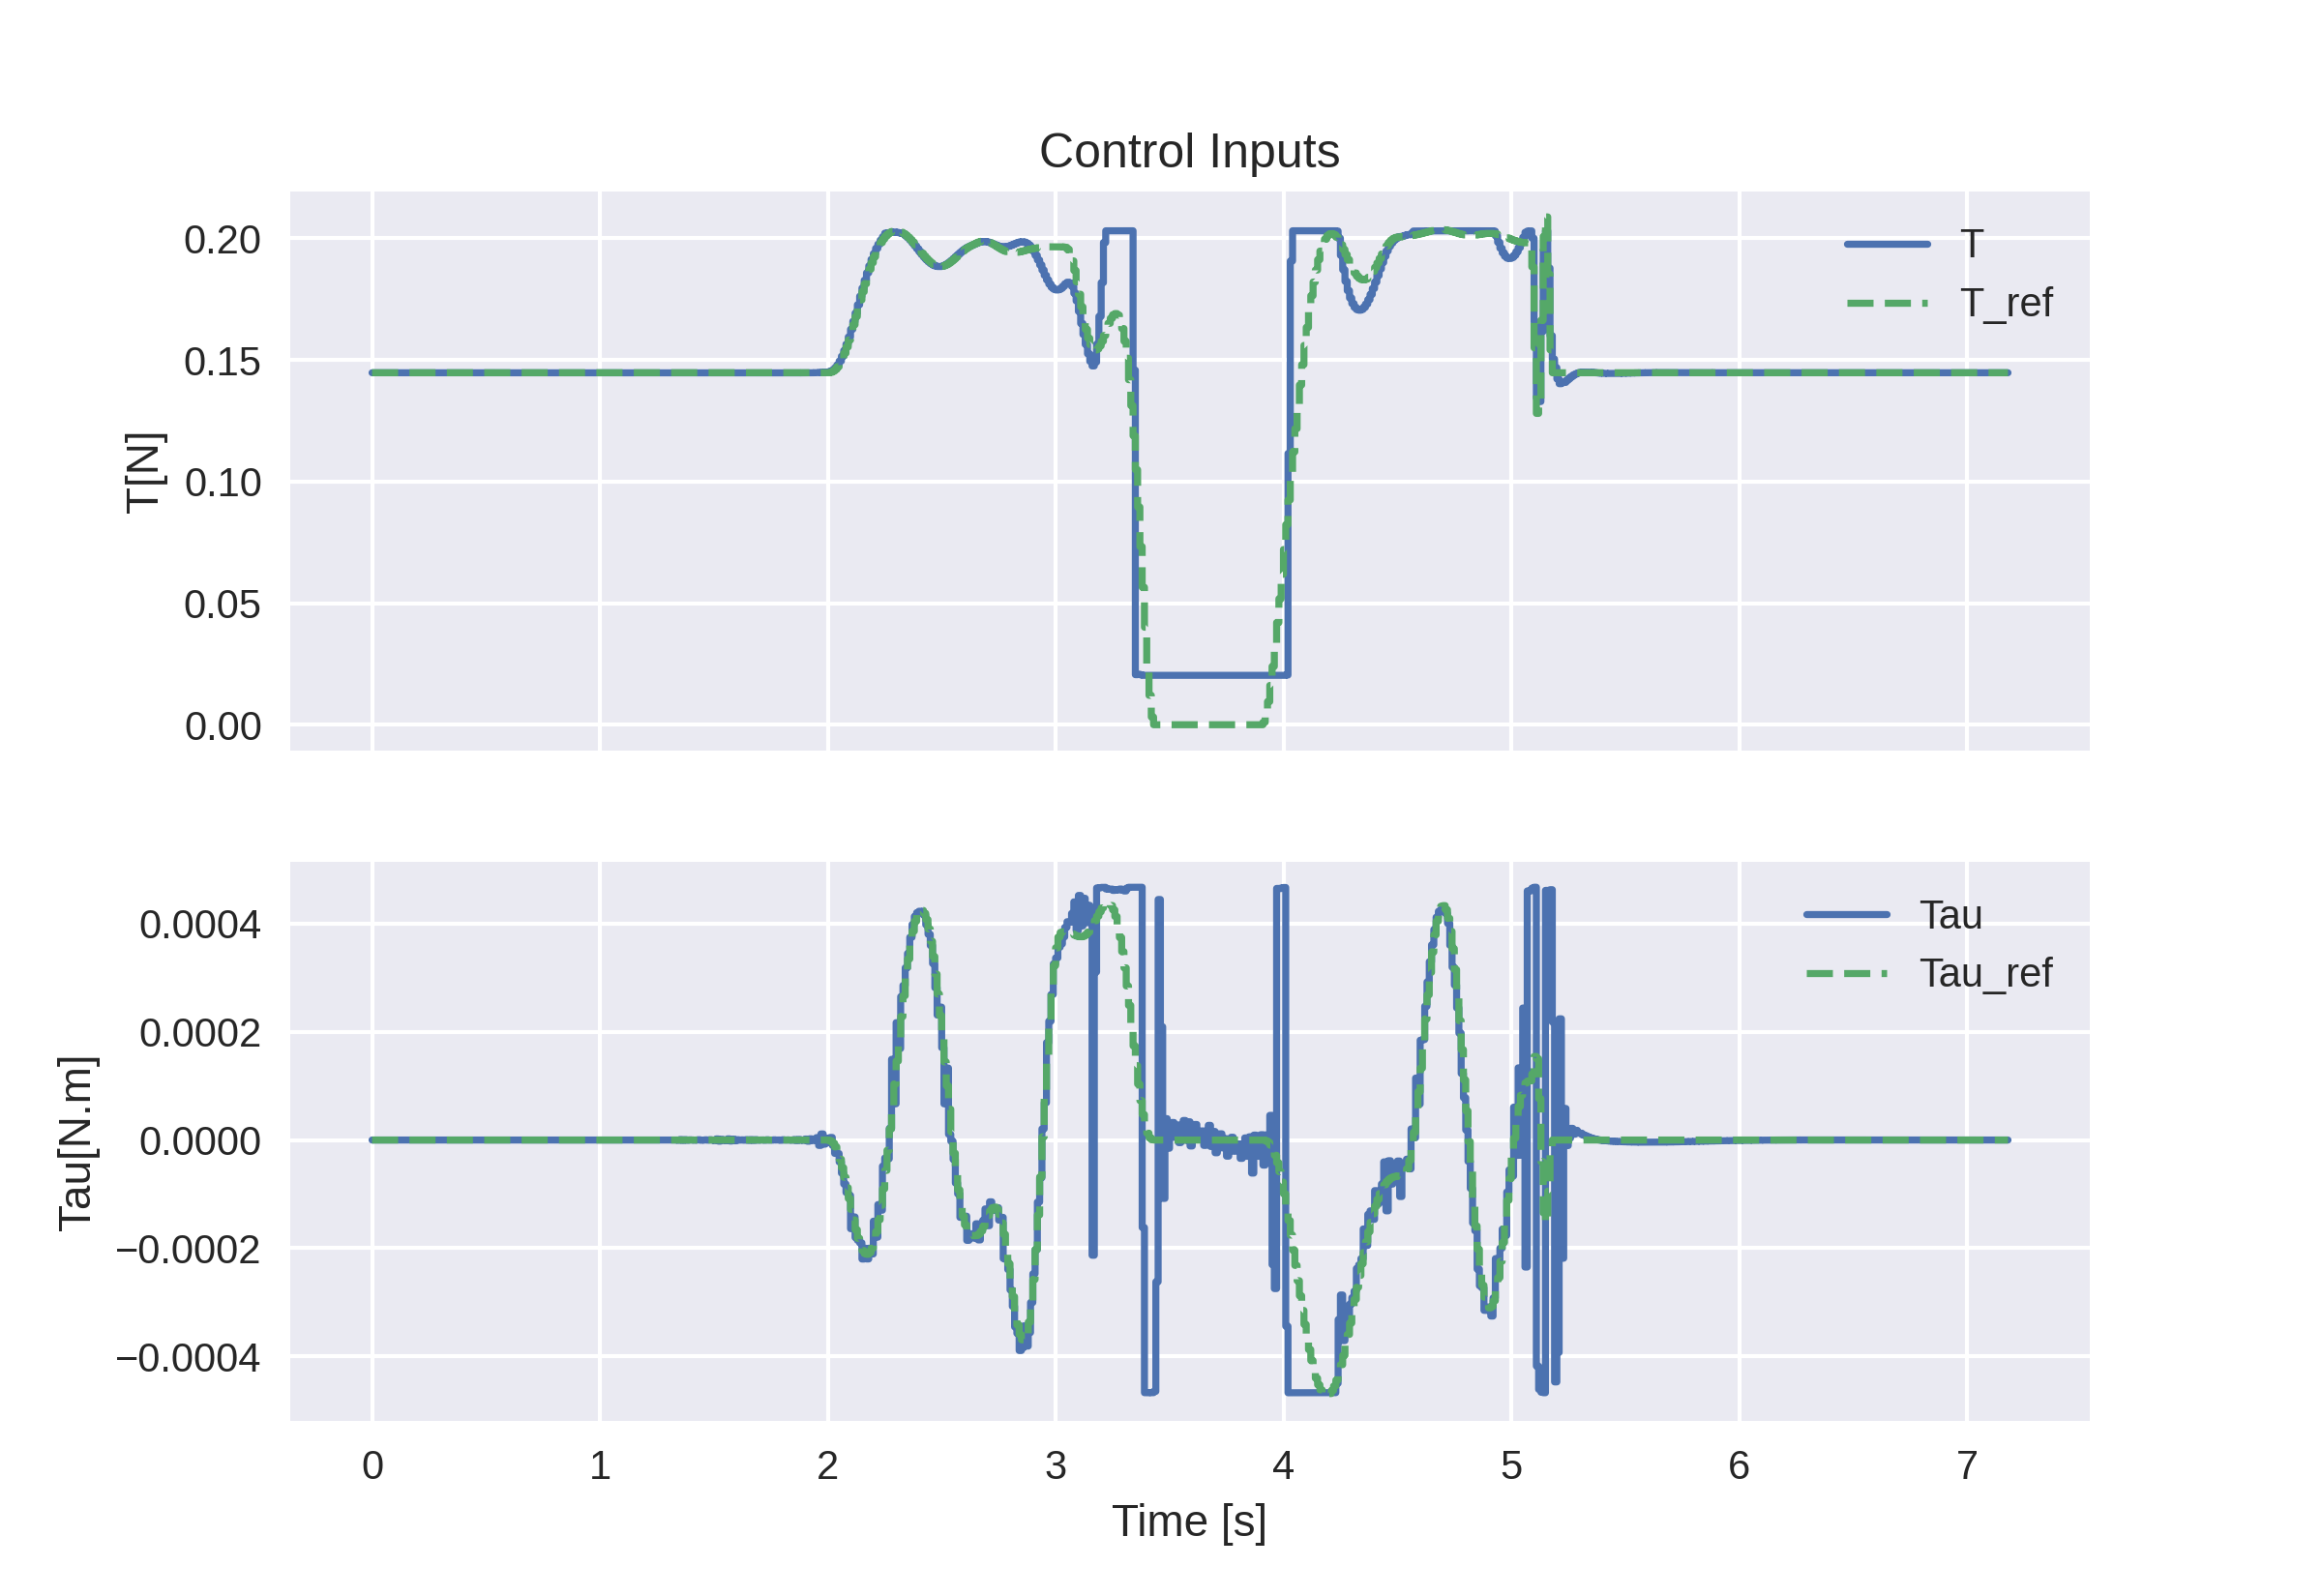 Control Inputs
0.20
0.15
0.10
0.05
0.00
T[N]
T
T_ref
0.0004
0.0002
0.0000
−0.0002
−0.0004
Tau[N.m]
Tau
Tau_ref
0 1 2 3 4 5 6 7
Time [s]